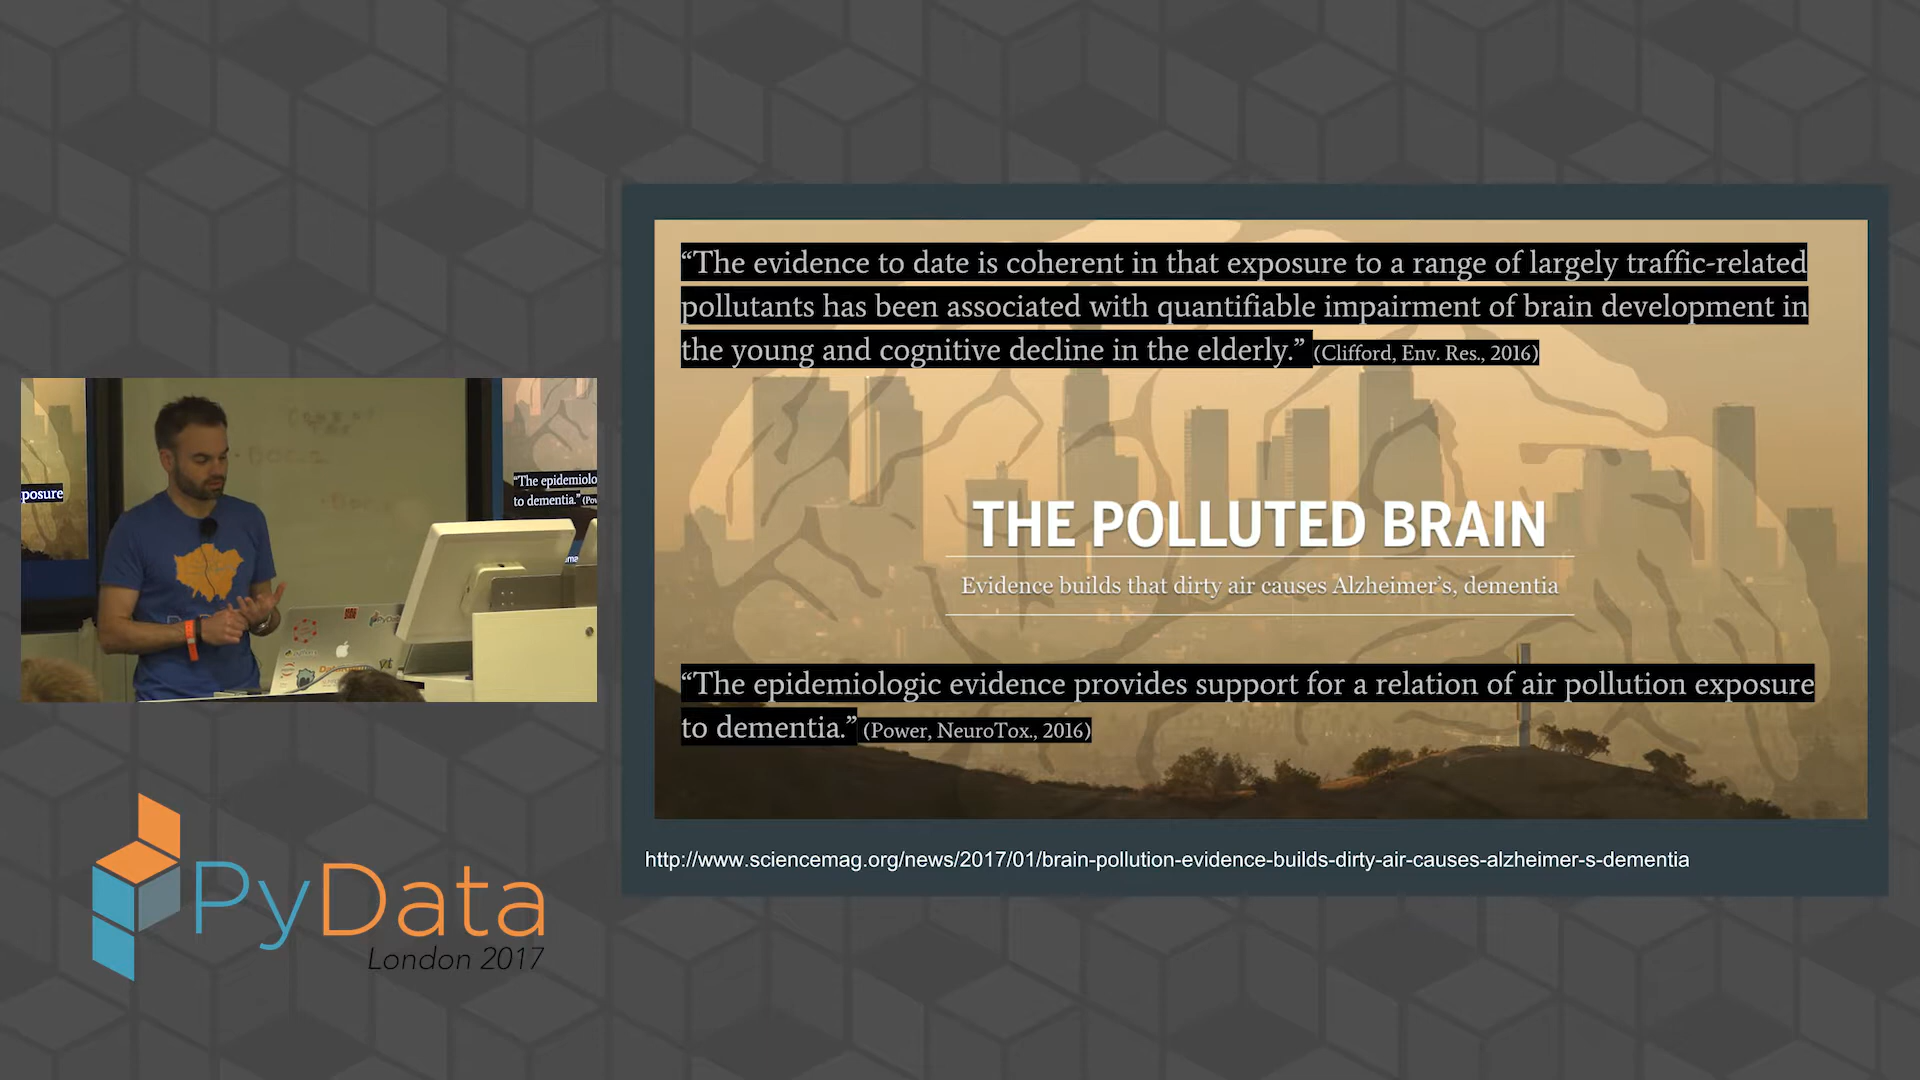 “The evidence to date is coherent in that exposure to a range of largely traffic-related
pollutants has been associated with quantifiable impairment of brain development in
the young and cognitive decline in the elderly.” (Clifford, Env. Res., 2016)
THE POLLUTED BRAIN
Evidence builds that dirty air causes Alzheimer's, dementia
“The epidemiologic evidence provides support for a relation of air pollution exposure
to dementia.” (Power, NeuroTox., 2016)
http://www.sciencemag.org/news/2017/01/brain-pollution-evidence-builds-dirty-air-causes-alzheimer-s-dementia
posure
“The epidemiolo
to dementia.” (Po
PyData
PyData
London 2017